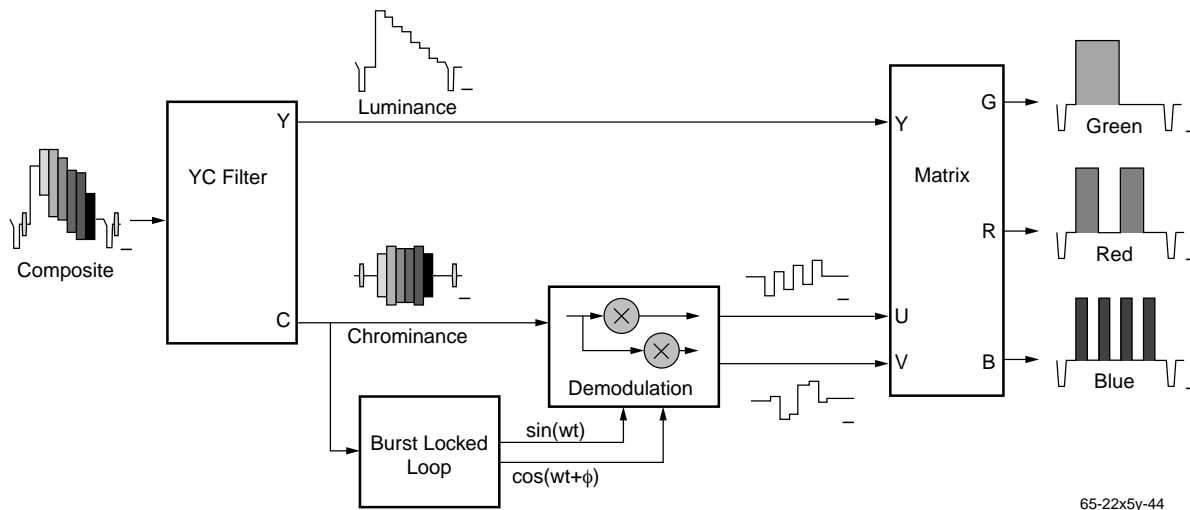 Luminance
Y
YC Filter
C
Composite
Chrominance
Demodulation
Burst Locked
Loop
sin(wt)
cos(wt+ϕ)
Y
Matrix
U
V
G
R
B
Green
Red
Blue
65-22x5y-44